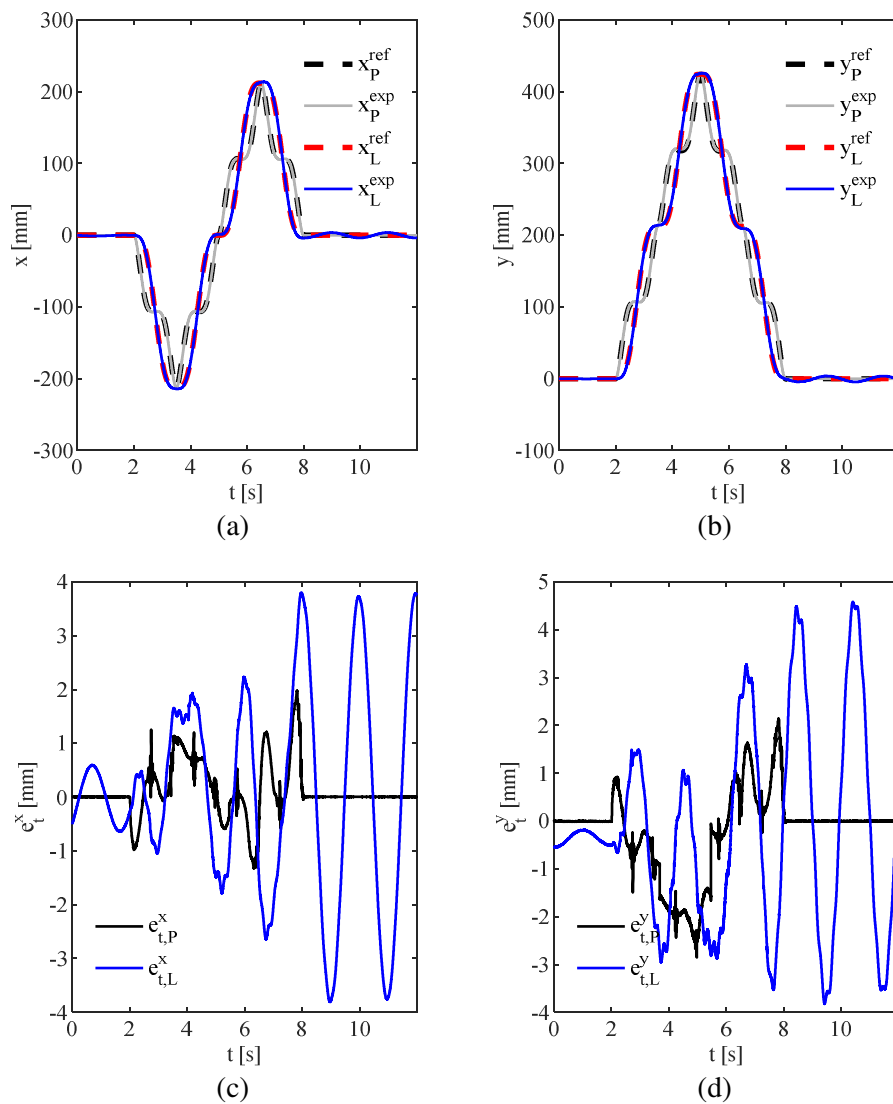 300
200
100
0
-100
-200
-300
x [mm]
0 2 4 6 8 10
t [s]
x_P^ref
x_P^exp
x_L^ref
x_L^exp
(a)
500
400
300
200
100
0
-100
y [mm]
0 2 4 6 8 10
t [s]
y_P^ref
y_P^exp
y_L^ref
y_L^exp
(b)
4
3
2
1
0
-1
-2
-3
-4
e_t^x [mm]
0 2 4 6 8 10
t [s]
e_t,P^x
e_t,L^x
(c)
5
4
3
2
1
0
-1
-2
-3
-4
e_t^y [mm]
0 2 4 6 8 10
t [s]
e_t,P^y
e_t,L^y
(d)